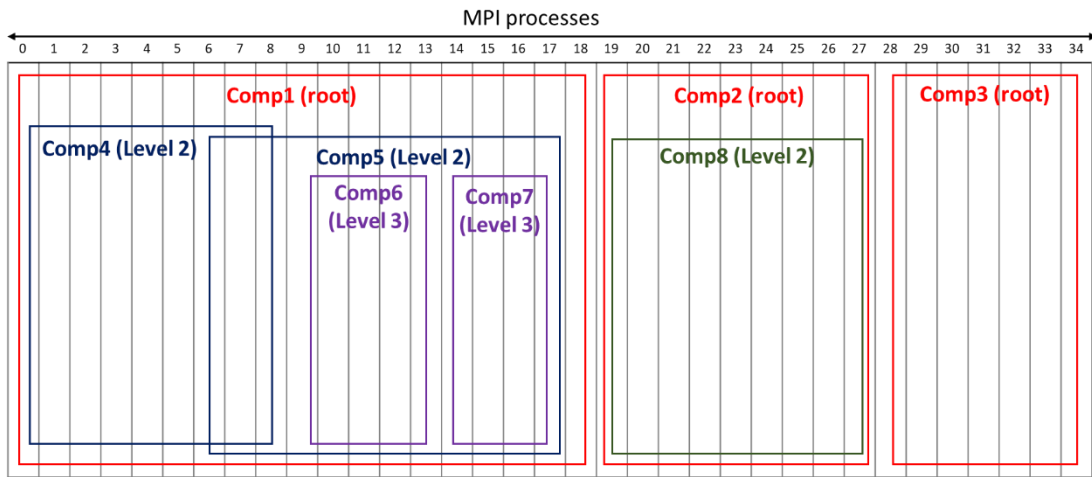 MPI processes
0 1 2 3 4 5 6 7 8 9 10 11 12 13 14 15 16 17 18 19 20 21 22 23 24 25 26 27 28 29 30 31 32 33 34
Comp1 (root)
Comp2 (root)
Comp3 (root)
Comp4 (Level 2)
Comp5 (Level 2)
Comp8 (Level 2)
Comp6
(Level 3)
Comp7
(Level 3)